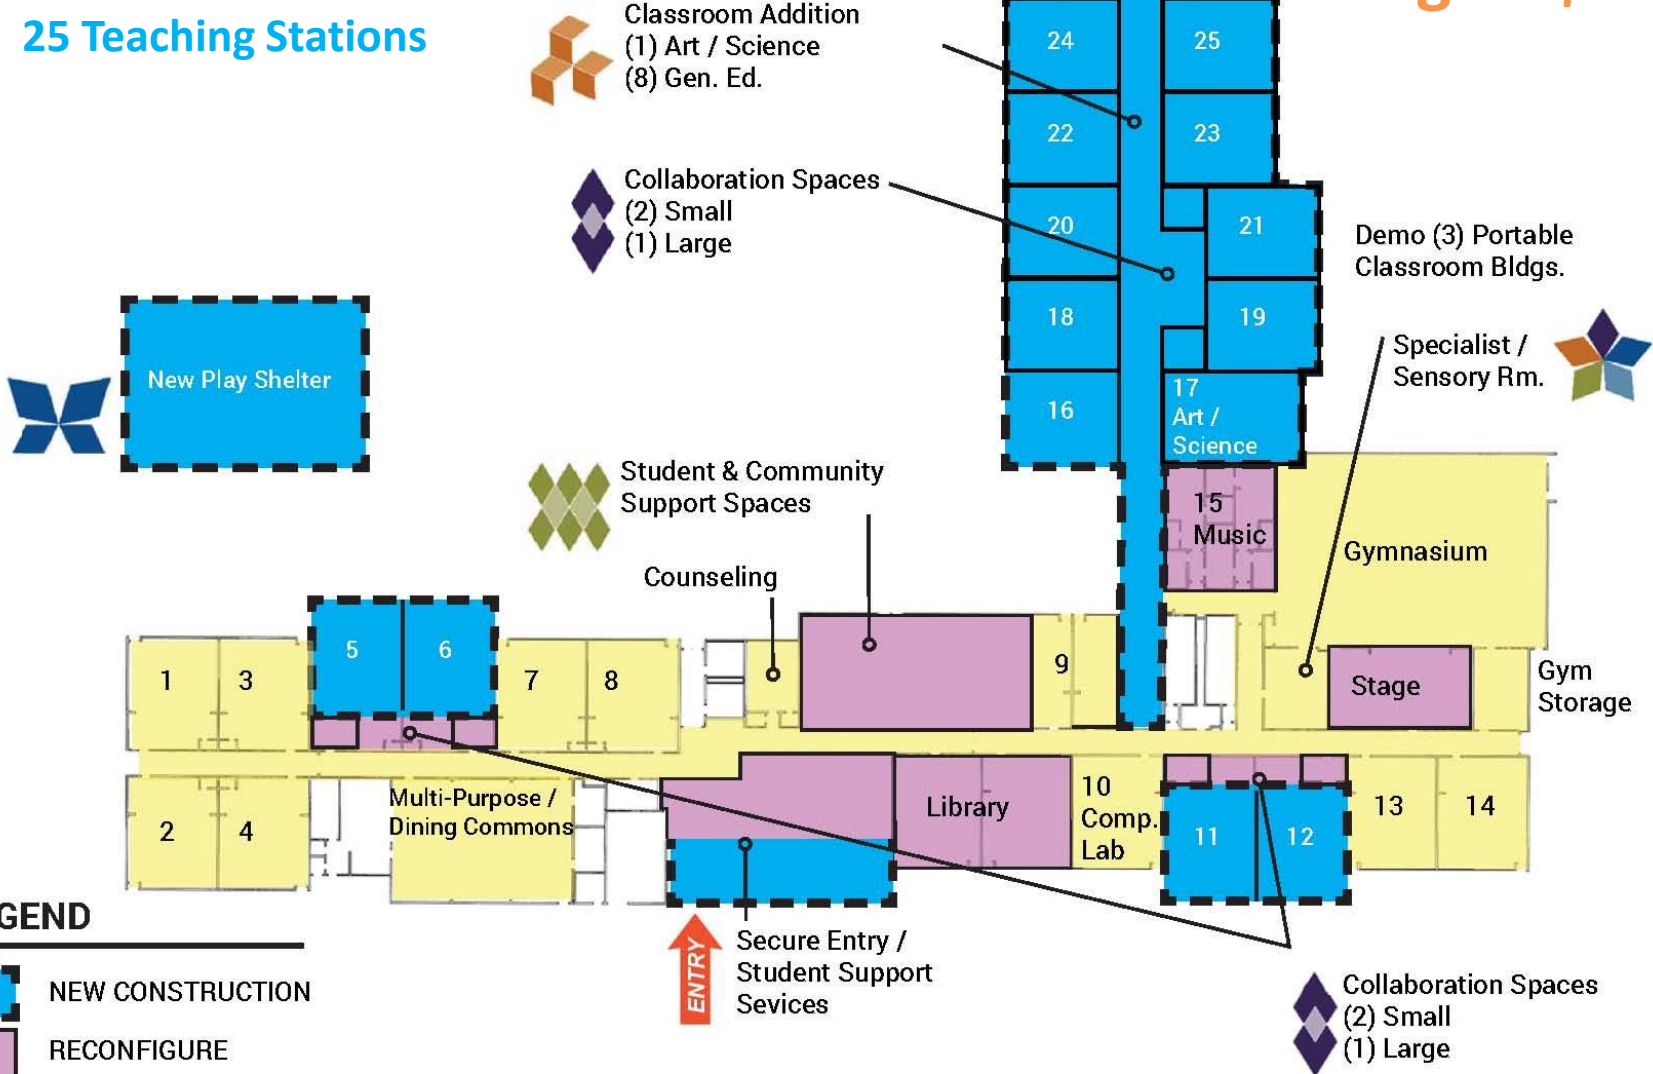 25 Teaching Stations
Classroom Addition
(1) Art / Science
(8) Gen. Ed.
24
25
22
23
Collaboration Spaces
(2) Small
(1) Large
20
21
Demo (3) Portable
Classroom Bldgs.
18
19
Specialist /
Sensory Rm.
New Play Shelter
16
17
Art /
Science
Student & Community
Support Spaces
15
Music
Gymnasium
Counseling
1
3
5
6
7
8
9
Stage
Gym
Storage
2
4
Multi-Purpose /
Dining Commons
Library
10
Comp.
Lab
11
12
13
14
GEND
NEW CONSTRUCTION
RECONFIGURE
ENTRY
Secure Entry /
Student Support
Sevices
Collaboration Spaces
(2) Small
(1) Large